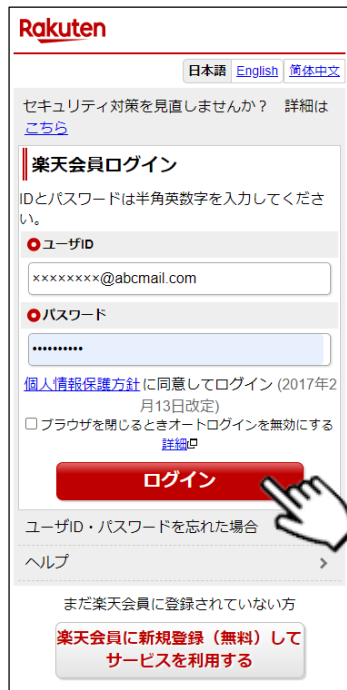 Rakuten
日本語 English 简体中文
セキュリティ対策を見直しませんか？ 詳細は
こちら
楽天会員ログイン
IDとパスワードは半角英数字を入力してくださ
い。
ユーザID
××××××××@abcmail.com
パスワード
••••••••••
個人情報保護方針に同意してログイン (2017年2
月13日改定)
ブラウザを閉じるときオートログインを無効にする
詳細
ログイン
ユーザID・パスワードを忘れた場合
ヘルプ
まだ楽天会員に登録されていない方
楽天会員に新規登録（無料）して
サービスを利用する